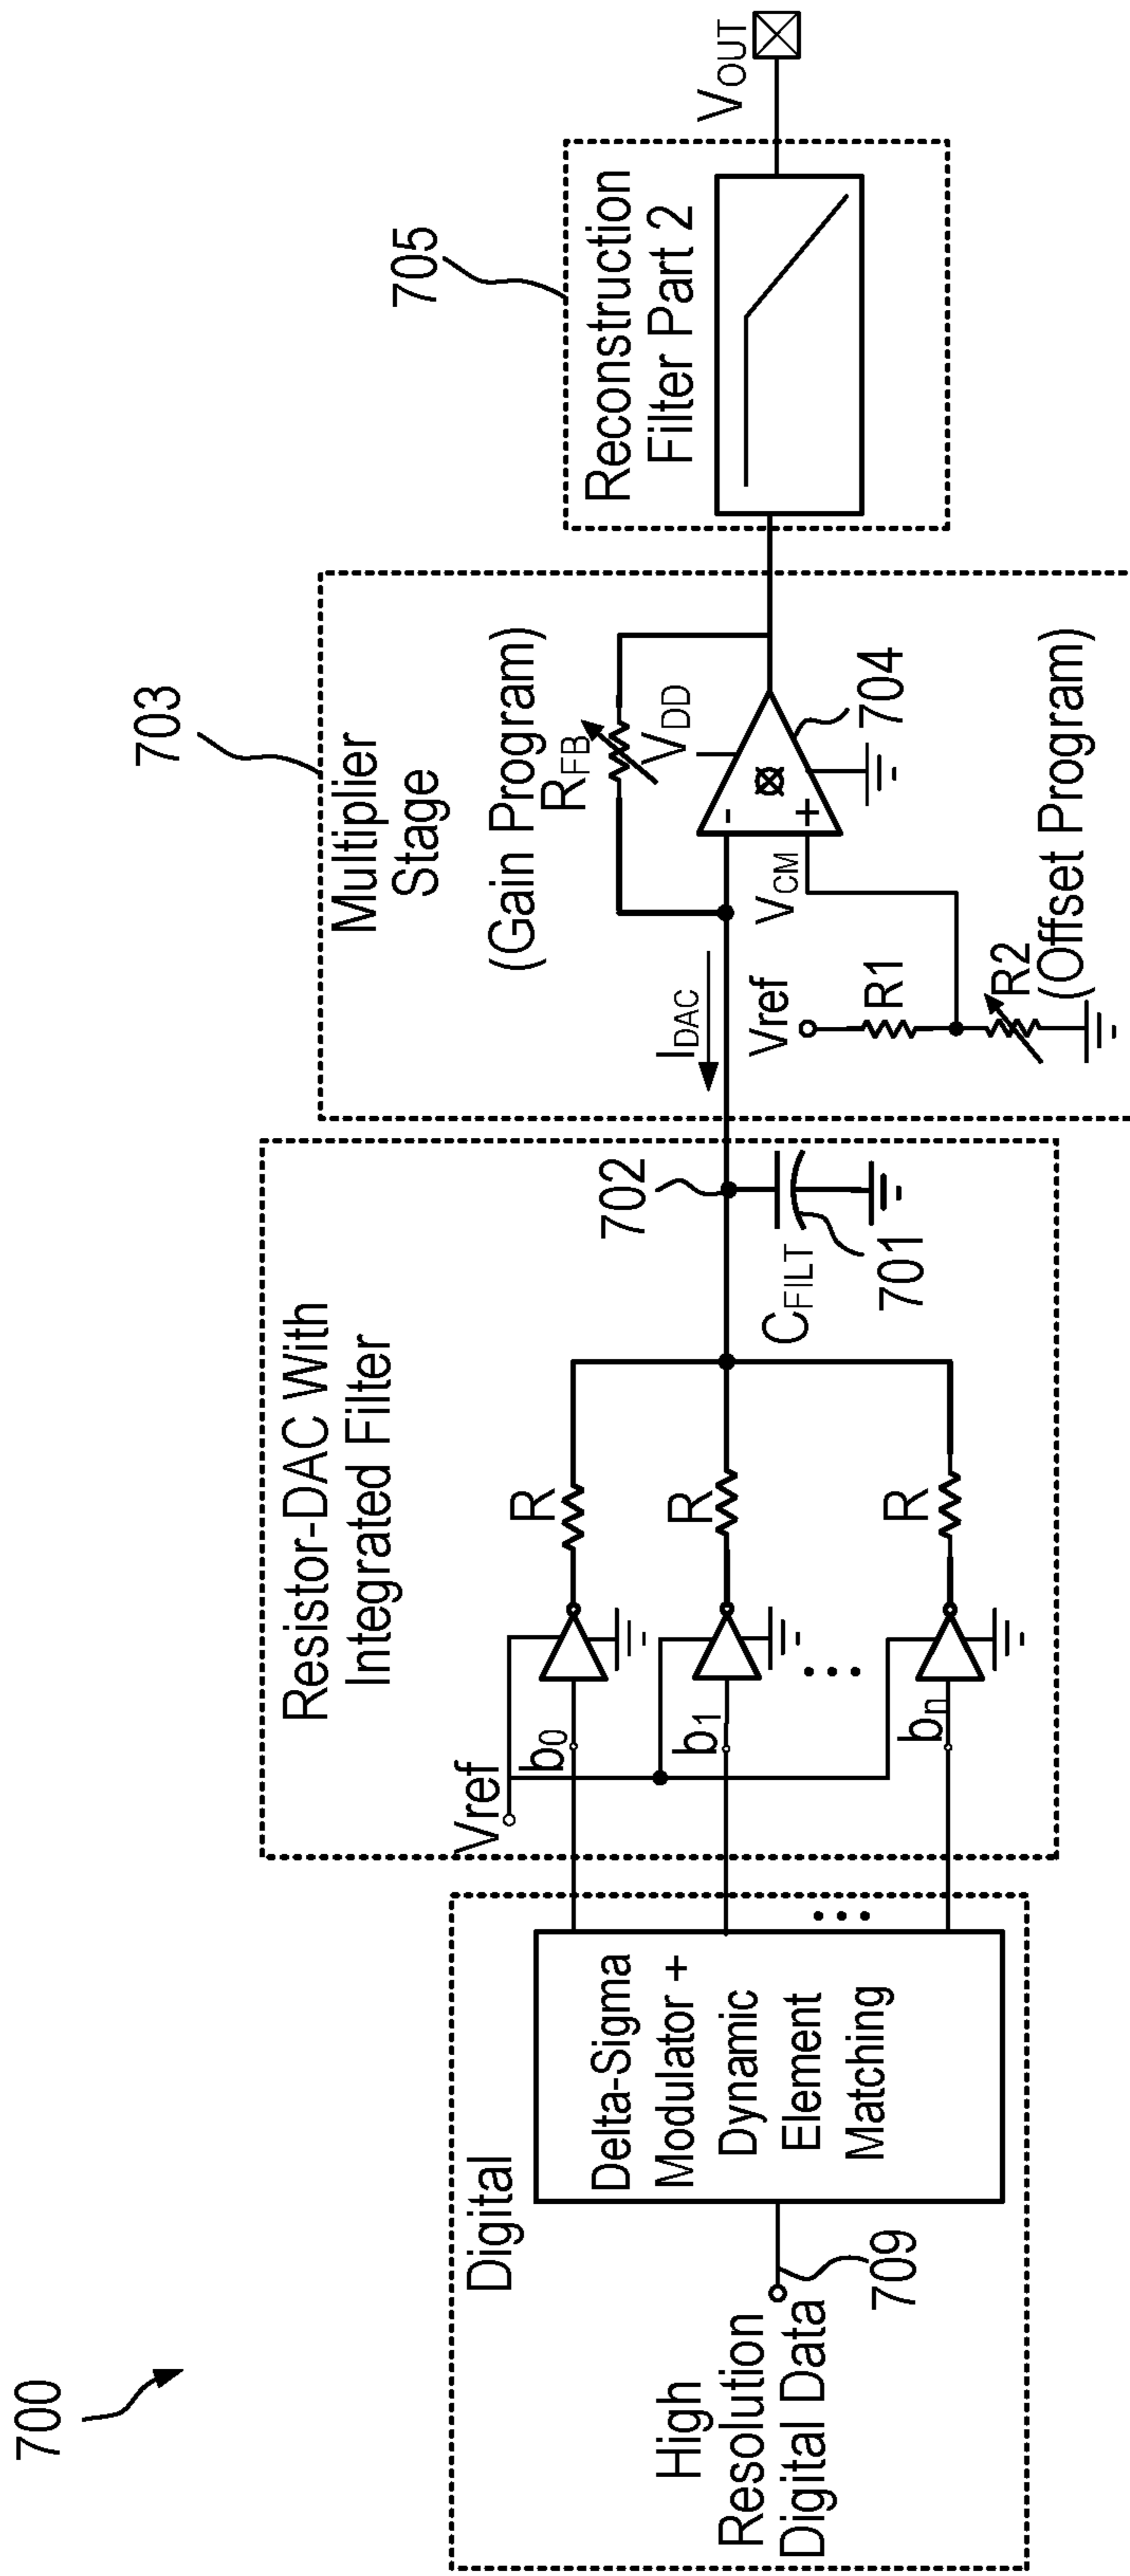 700
Digital
High
Resolution
Digital Data
709
Delta-Sigma
Modulator +
Dynamic
Element
Matching
Resistor-DAC With
Integrated Filter
Vref
b0
b1
bn
R
R
R
702
CFILT
701
703
Multiplier
Stage
(Gain Program)
RFB
VDD
IDAC
VCM
-
+
704
Vref
R1
R2
(Offset Program)
705
Reconstruction
Filter Part 2
VOUT